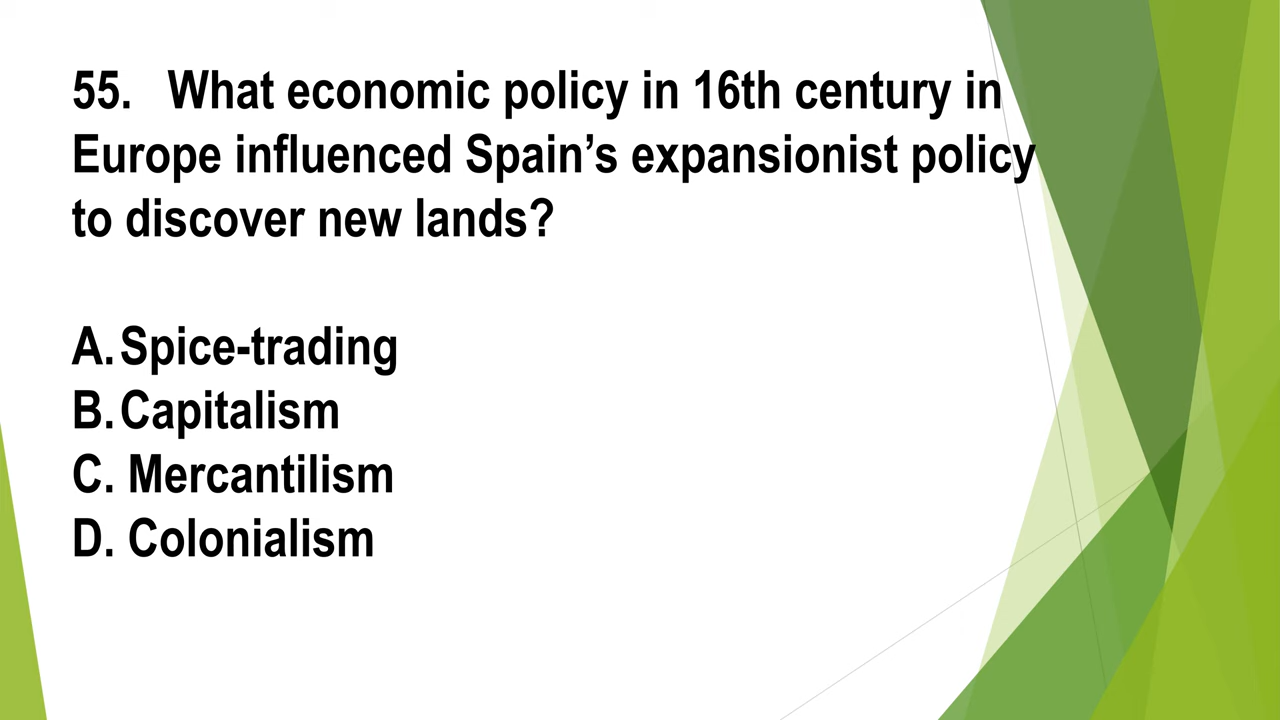 55. What economic policy in 16th century in
Europe influenced Spain’s expansionist policy
to discover new lands?
A. Spice-trading
B. Capitalism
C. Mercantilism
D. Colonialism